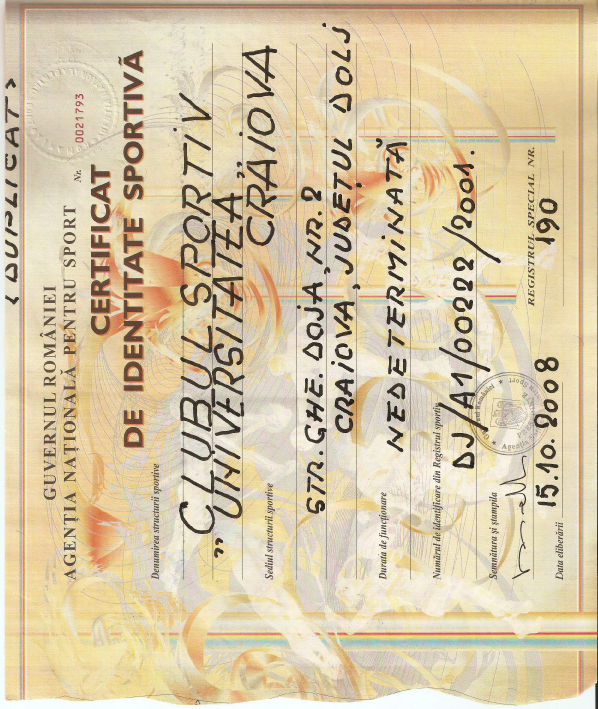 (DUPLICAT)
GUVERNUL ROMÂNIEI
AGENȚIA NAȚIONALĂ PENTRU SPORT
Nr. 0021793
CERTIFICAT
DE IDENTITATE SPORTIVĂ
Denumirea structurii sportive
„CLUBUL SPORTIV
UNIVERSITATEA„
CRAIOVA
Sediul structurii sportive
STR. GHE. DOJA, NR. 2
CRAIOVA, JUDEȚUL DOLJ
Durata de funcționare
NEDETERMINATĂ
Numărul de identificare din Registrul sportiv
DJ/A1/00222/2001.
Semnătura și ștampila
REGISTRUL SPECIAL NR.
15.10.2008
190
Data eliberării